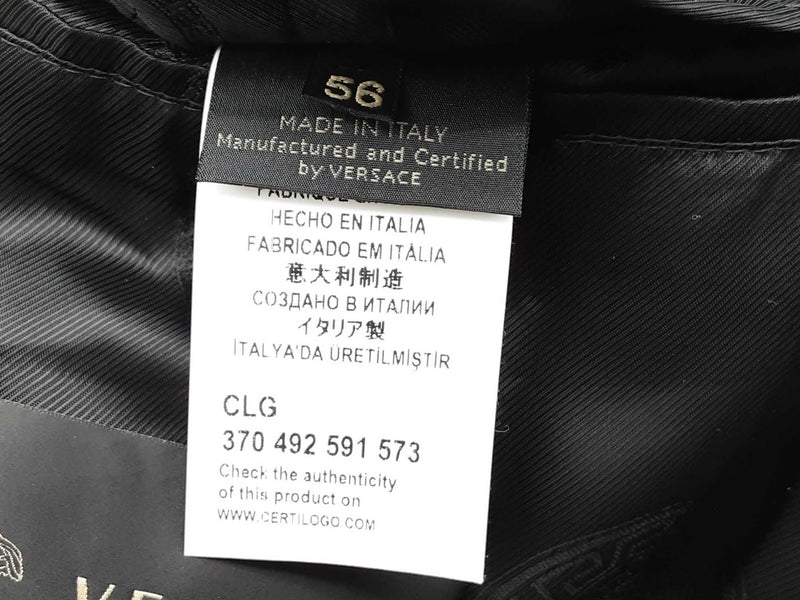 56
MADE IN ITALY
Manufactured and Certified
by VERSACE
FABRIQUÉ
HECHO EN ITALIA
FABRICADO EM ITÁLIA
意大利制造
СОЗДАНО В ИТАЛИИ
イタリア製
İTALYA'DA ÜRETİLMİŞTİR
CLG
370 492 591 573
Check the authenticity
of this product on
WWW.CERTILOGO.COM